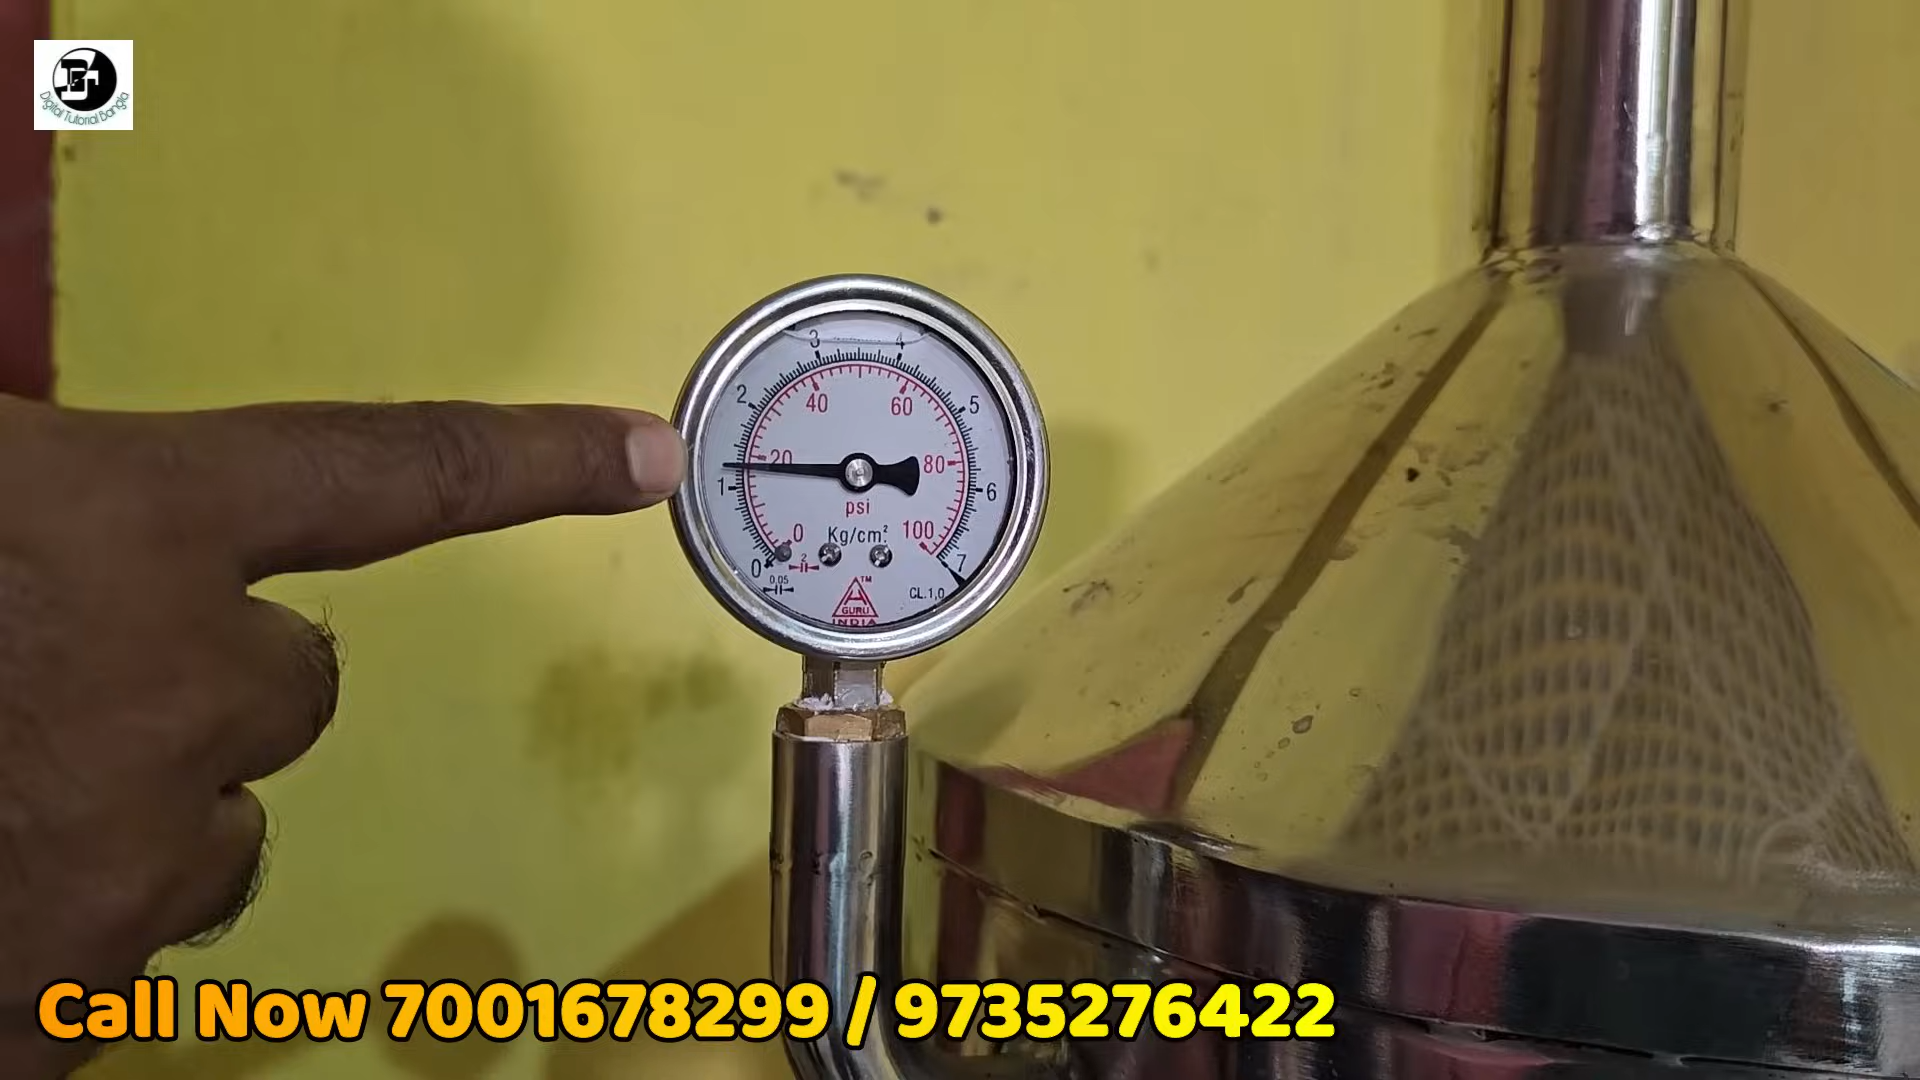 Digital Tutorial Bangla
3 4
2 5
40 60
20 80
1 6
psi
0 Kg/cm² 100
0 7
2
0.05
CL.1,0
TM
GURU
INDIA
Call Now 7001678299 / 9735276422